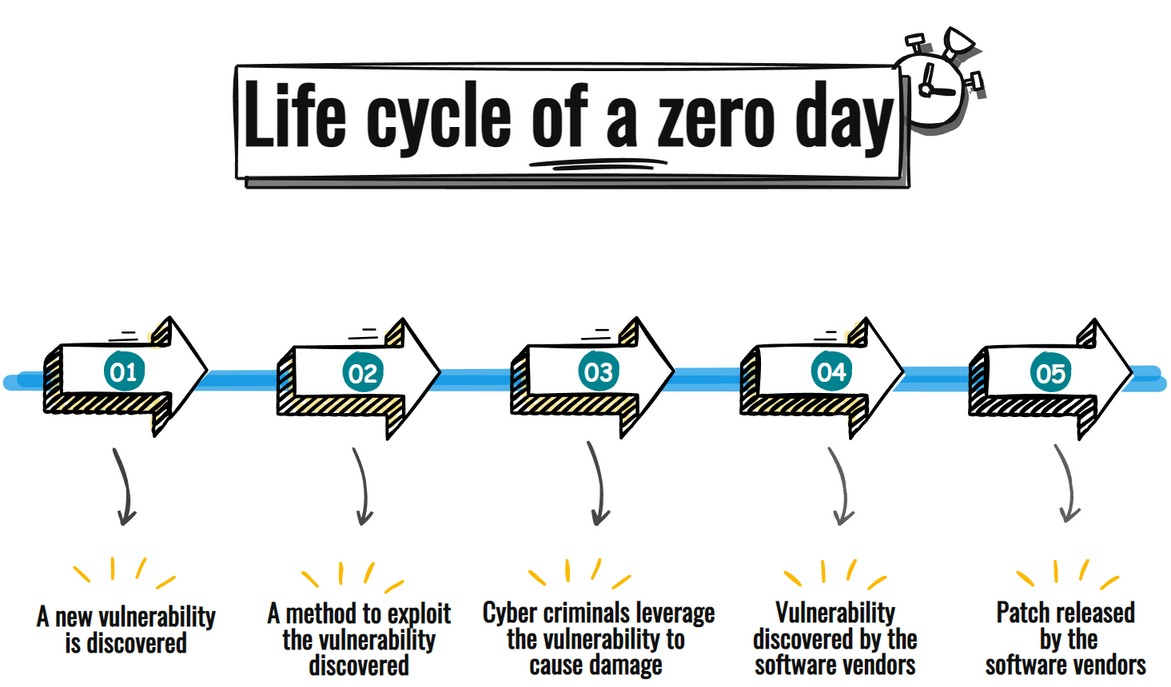 Life cycle of a zero day
01
02
03
04
05
A new vulnerability
is discovered
A method to exploit
the vulnerability
discovered
Cyber criminals leverage
the vulnerability to
cause damage
Vulnerability
discovered by the
software vendors
Patch released
by the
software vendors